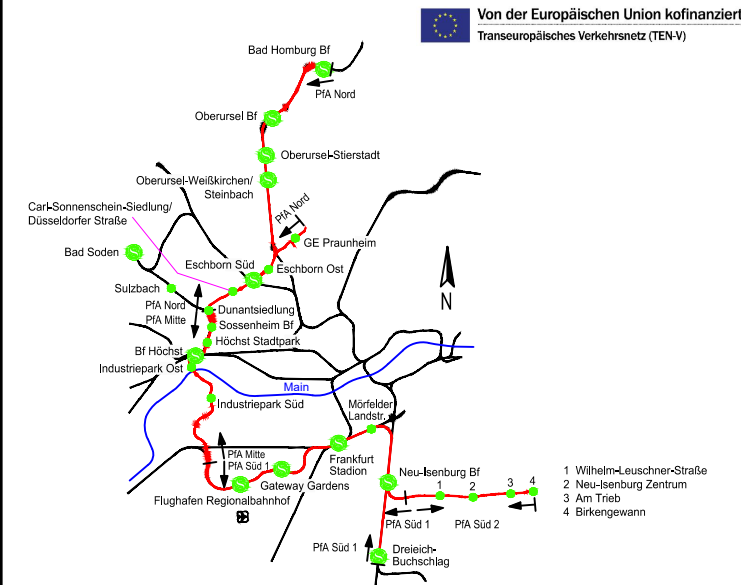 Von der Europäischen Union kofinanziert
Transeuropäisches Verkehrsnetz (TEN-V)
Bad Homburg Bf
PfA Nord
Oberursel Bf
Oberursel-Stierstadt
Oberursel-Weißkirchen/
Steinbach
Carl-Sonnenschein-Siedlung/
Düsseldorfer Straße
PfA Nord
GE Praunheim
Bad Soden
Eschborn Süd
Eschborn Ost
Sulzbach
PfA Nord
PfA Mitte
Dunantsiedlung
Sossenheim Bf
Höchst Stadtpark
N
Bf Höchst
Industriepark Ost
Main
Industriepark Süd
Mörfelder
Landstr.
PfA Mitte
PfA Süd 1
Frankfurt
Stadion
Gateway Gardens
Flughafen Regionalbahnhof
Neu-Isenburg Bf
1
2
3
4
1 Wilhelm-Leuschner-Straße
2 Neu-Isenburg Zentrum
3 Am Trieb
4 Birkengewann
PfA Süd 1
PfA Süd 2
PfA Süd 1
Dreieich-
Buchschlag